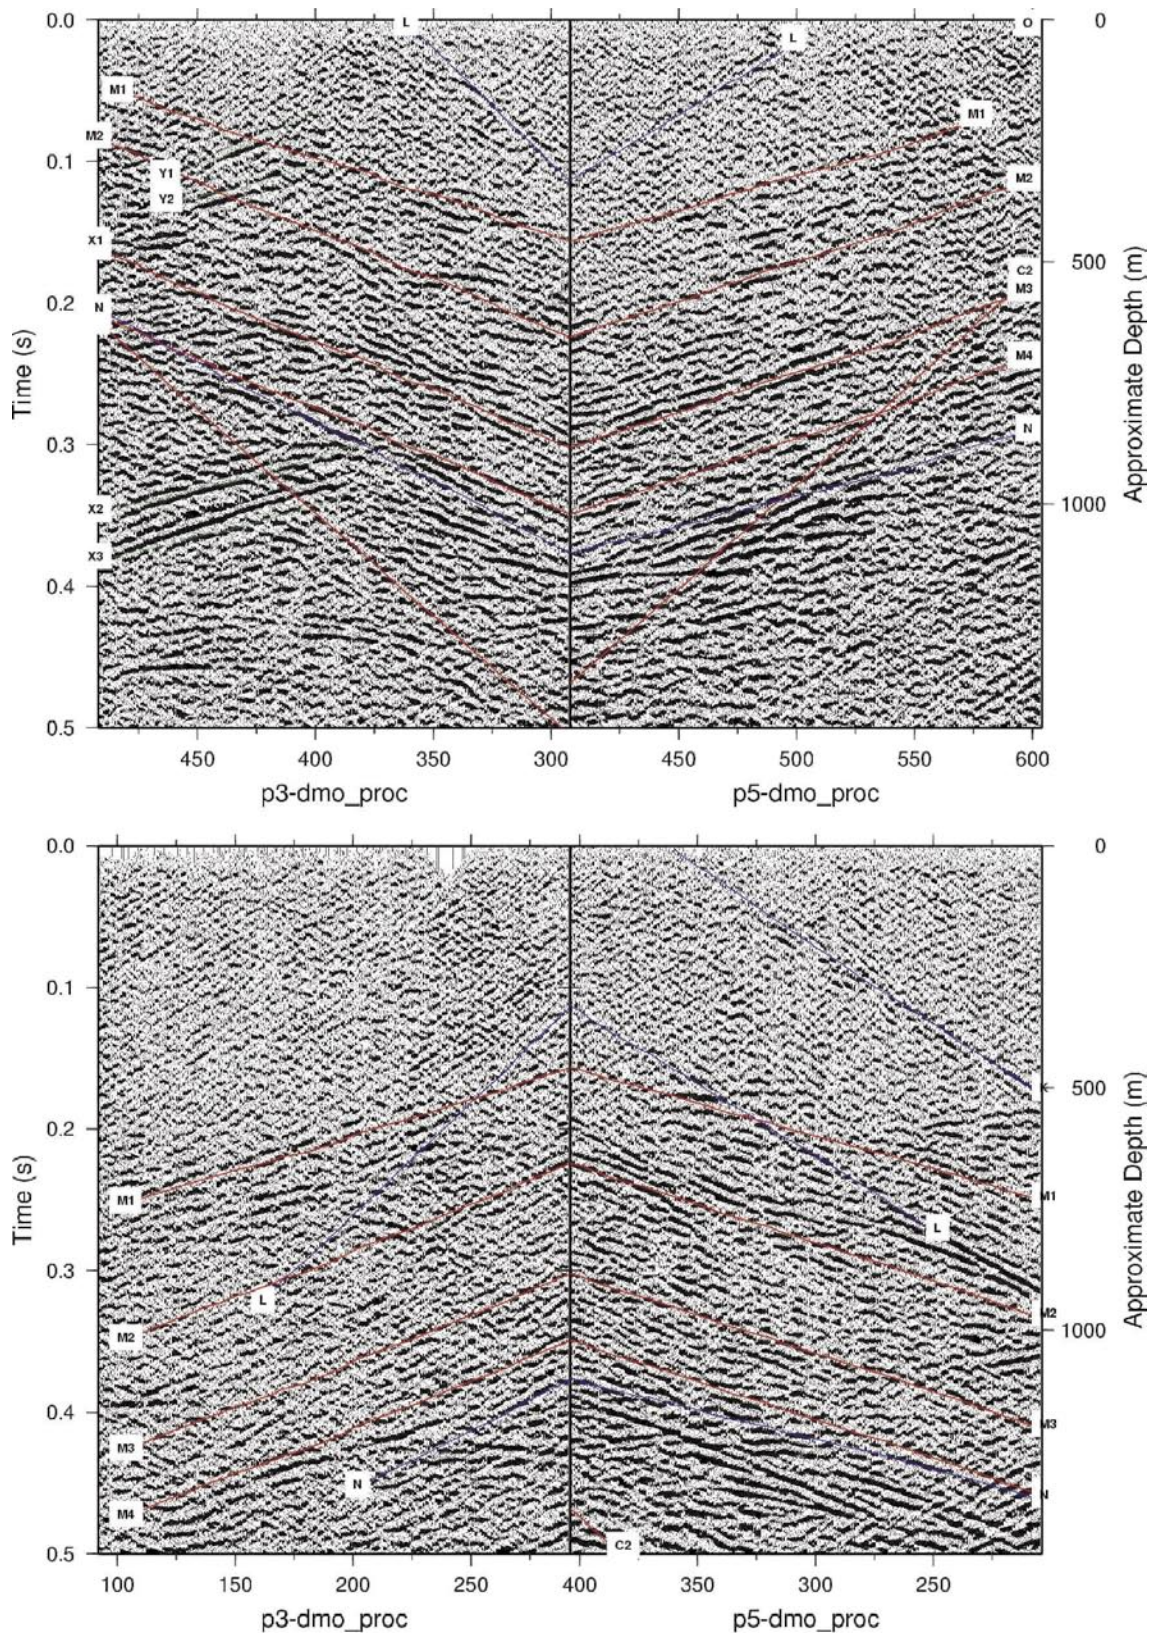 0.0
L
L
O
0
M1
M1
M2
0.1
Y1
M2
Y2
X1
500
C2
0.2
M3
N
Time (s)
M4
Approximate Depth (m)
0.3
N
X2
1000
X3
0.4
0.5
450
400
350
300
450
500
550
600
p3-dmo_proc
p5-dmo_proc
0.0
0
0.1
K
500
0.2
M1
M1
Time (s)
L
Approximate Depth (m)
0.3
L
M2
M2
1000
0.4
M3
M3
N
N
M4
0.5
C2
100
150
200
250
400
350
300
250
p3-dmo_proc
p5-dmo_proc